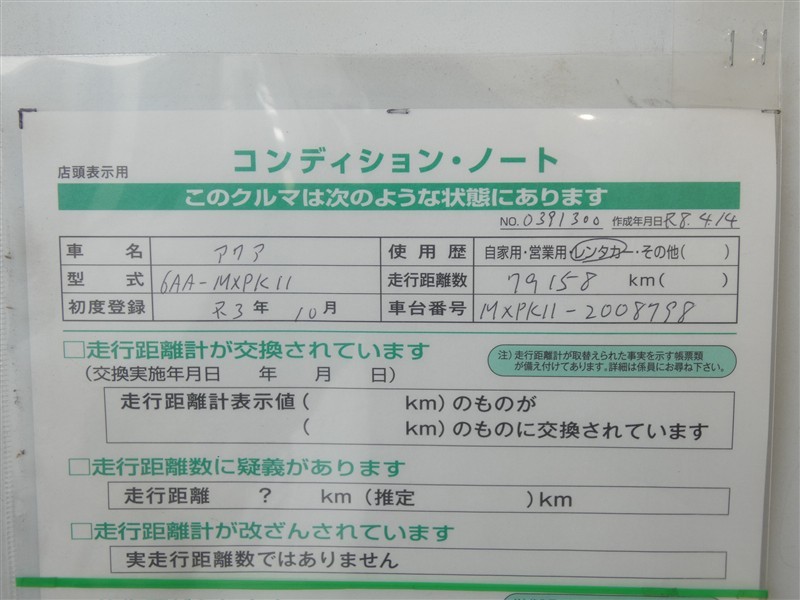 コンディション・ノート
店頭表示用
このクルマは次のような状態にあります
NO. 0391300 作成年月日 R8.4.14
車名 アクア 使用歴 自家用・営業用・レンタカー・その他( )
型式 6AA-MXPK11 走行距離数 79158 km( )
初度登録 R3年 10月 車台番号 MXPK11-2008798
□走行距離計が交換されています
(交換実施年月日 年 月 日)
注)走行距離計が取替えられた事実を示す帳票類
が備え付けてあります。詳細は係員にお尋ね下さい。
走行距離計表示値( km)のものが
( km)のものに交換されています
□走行距離数に疑義があります
走行距離 ? km(推定 )km
□走行距離計が改ざんされています
実走行距離数ではありません